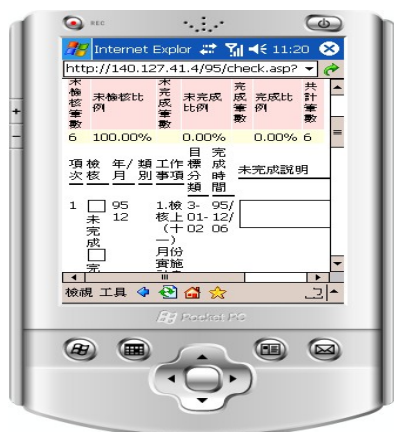 REC
Internet Explor 11:20
http://140.127.41.4/95/check.asp?
未檢核筆數 未檢核比例 未完成筆數 未完成比例 完成筆數 完成比例 共計筆數
6 100.00% 0.00% 0.00% 6
項次 檢核 年/月 類別 工作事項 目標分類 完成時間 未完成說明
1 未完成 95 12 1.檢核上(十一)月份實施 3-01-02 95/12/06
完
檢視 工具
Pocket PC